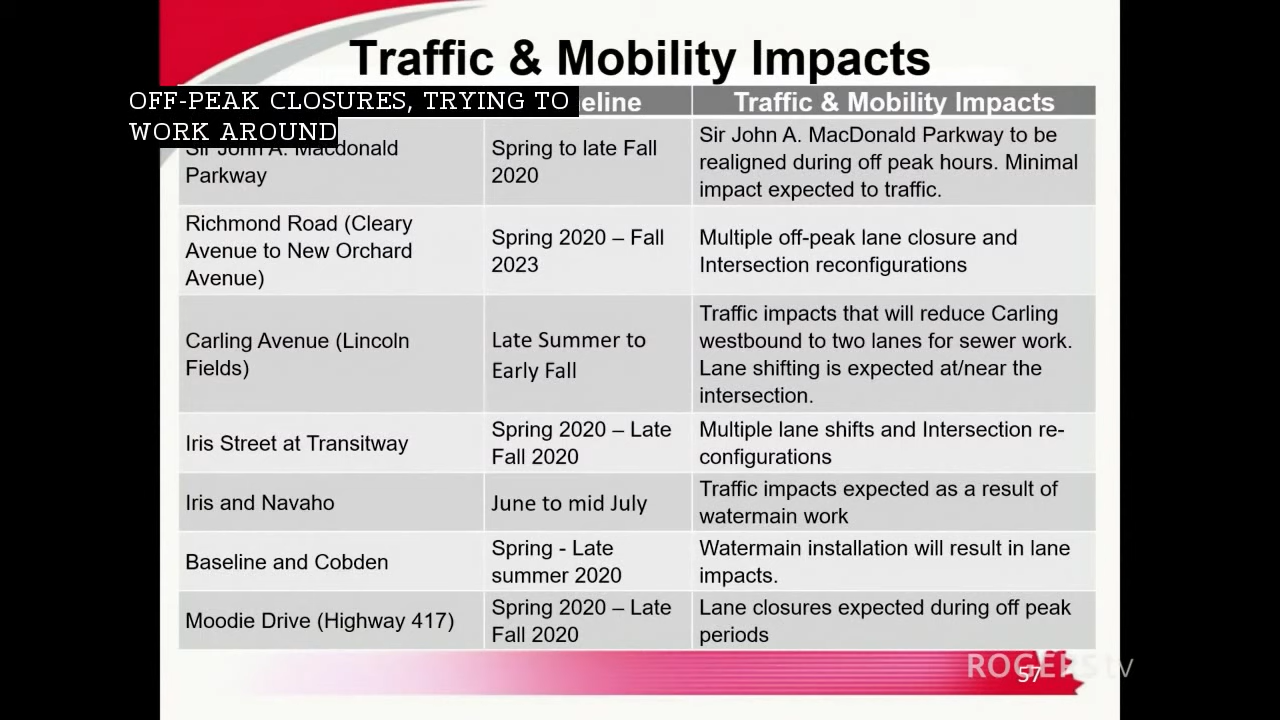 Traffic & Mobility Impacts
OFF-PEAK CLOSURES, TRYING TO
WORK AROUND
eline
Traffic & Mobility Impacts
Sir John A. Macdonald
Parkway
Spring to late Fall
2020
Sir John A. MacDonald Parkway to be
realigned during off peak hours. Minimal
impact expected to traffic.
Richmond Road (Cleary
Avenue to New Orchard
Avenue)
Spring 2020 – Fall
2023
Multiple off-peak lane closure and
Intersection reconfigurations
Carling Avenue (Lincoln
Fields)
Late Summer to
Early Fall
Traffic impacts that will reduce Carling
westbound to two lanes for sewer work.
Lane shifting is expected at/near the
intersection.
Iris Street at Transitway
Spring 2020 – Late
Fall 2020
Multiple lane shifts and Intersection re-
configurations
Iris and Navaho
June to mid July
Traffic impacts expected as a result of
watermain work
Baseline and Cobden
Spring - Late
summer 2020
Watermain installation will result in lane
impacts.
Moodie Drive (Highway 417)
Spring 2020 – Late
Fall 2020
Lane closures expected during off peak
periods
ROGERS tv
57